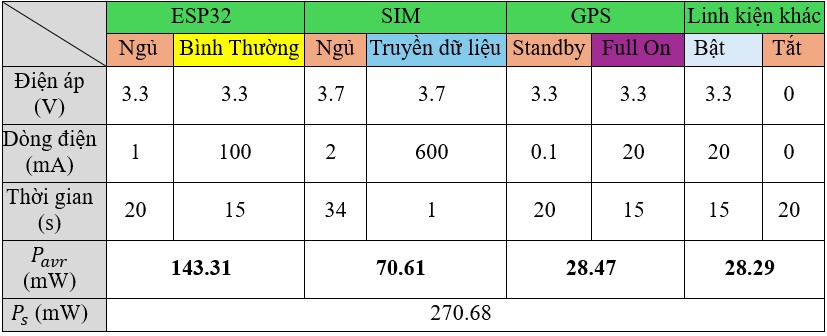 ESP32 SIM GPS Linh kiện khác
Ngủ Bình Thường Ngủ Truyền dữ liệu Standby Full On Bật Tắt
Điện áp
(V) 3.3 3.3 3.7 3.7 3.3 3.3 3.3 0
Dòng điện
(mA) 1 100 2 600 0.1 20 20 0
Thời gian
(s) 20 15 34 1 20 15 15 20
P_avr
(mW) 143.31 70.61 28.47 28.29
P_s (mW) 270.68